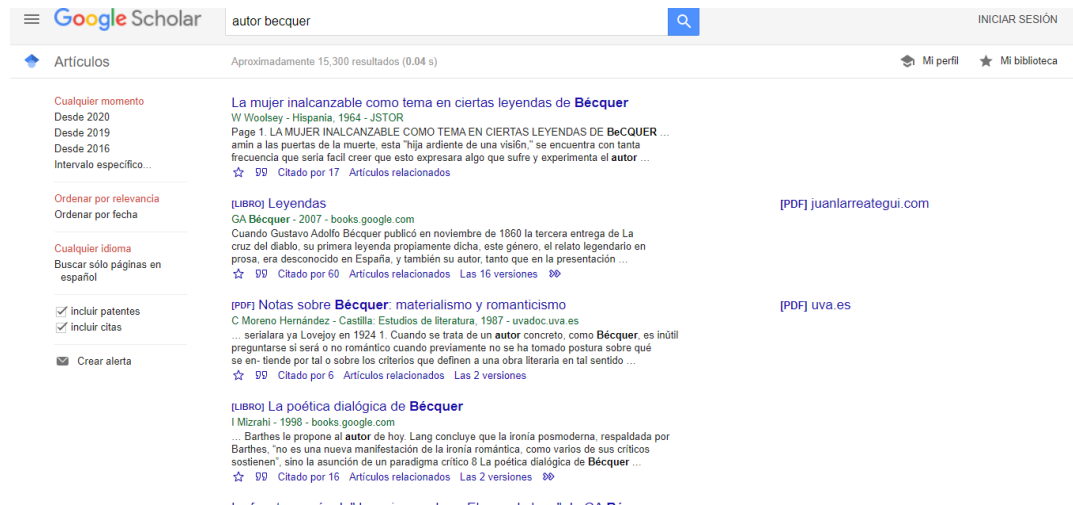 Google Scholar
autor becquer
INICIAR SESIÓN
Artículos
Aproximadamente 15,300 resultados (0.04 s)
Mi perfil
Mi biblioteca
Cualquier momento
Desde 2020
Desde 2019
Desde 2016
Intervalo específico...
Ordenar por relevancia
Ordenar por fecha
Cualquier idioma
Buscar sólo páginas en
español
incluir patentes
incluir citas
Crear alerta
La mujer inalcanzable como tema en ciertas leyendas de Bécquer
W Woolsey - Hispania, 1964 - JSTOR
Page 1. LA MUJER INALCANZABLE COMO TEMA EN CIERTAS LEYENDAS DE BeCQUER ...
amin a las puertas de la muerte, esta "hija ardiente de una visi6n," se encuentra con tanta
frecuencia que seria facil creer que esto expresara algo que sufre y experimenta el autor ...
Citado por 17 Artículos relacionados
[LIBRO] Leyendas
GA Bécquer - 2007 - books.google.com
Cuando Gustavo Adolfo Bécquer publicó en noviembre de 1860 la tercera entrega de La
cruz del diablo, su primera leyenda propiamente dicha, este género, el relato legendario en
prosa, era desconocido en España, y también su autor, tanto que en la presentación ...
Citado por 60 Artículos relacionados Las 16 versiones
[PDF] juanlarreategui.com
[PDF] Notas sobre Bécquer: materialismo y romanticismo
C Moreno Hernández - Castilla: Estudios de literatura, 1987 - uvadoc.uva.es
... serialara ya Lovejoy en 1924 1. Cuando se trata de un autor concreto, como Bécquer, es inûtil
preguntarse si será o no romántico cuando previamente no se ha tornado postura sobre qué
se en- tiende por tal o sobre los criterios que definen a una obra literaria en tal sentido ...
Citado por 6 Artículos relacionados Las 2 versiones
[PDF] uva.es
[LIBRO] La poética dialógica de Bécquer
I Mizrahi - 1998 - books.google.com
... Barthes le propone al autor de hoy. Lang concluye que la ironía posmoderna, respaldada por
Barthes, "no es una nueva manifestación de la ironía romántica, como varios de sus críticos
sostienen", sino la asunción de un paradigma crítico 8 La poética dialógica de Bécquer ...
Citado por 16 Artículos relacionados Las 2 versiones